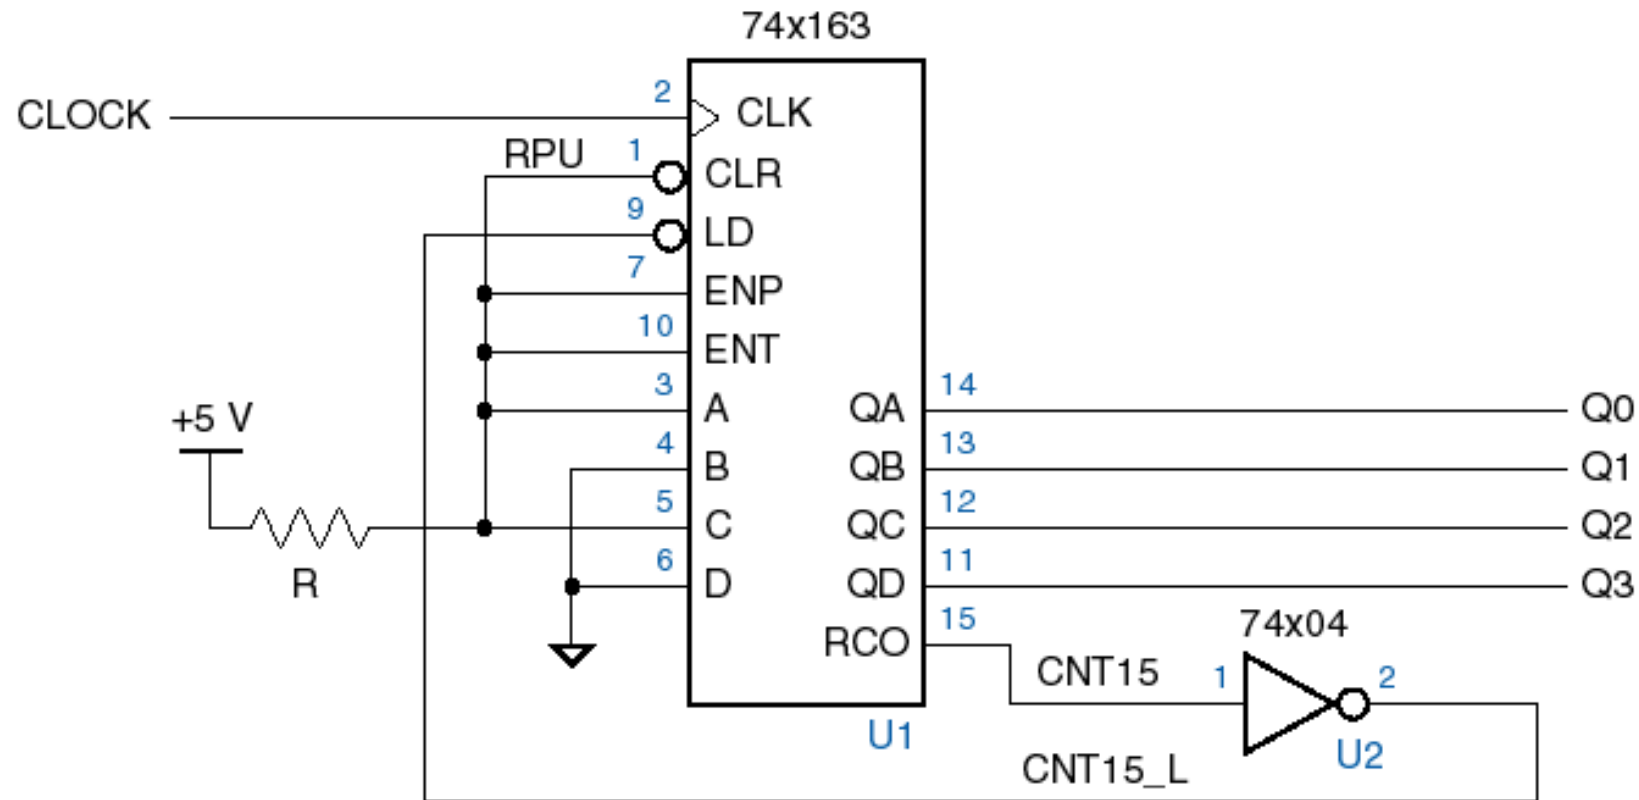 74x163
CLOCK
2
CLK
RPU
1
CLR
9
LD
7
ENP
10
ENT
3
A
QA
14
Q0
+5 V
4
B
QB
13
Q1
5
C
QC
12
Q2
R
6
D
QD
11
Q3
RCO
15
74x04
CNT15
1
2
U1
U2
CNT15_L